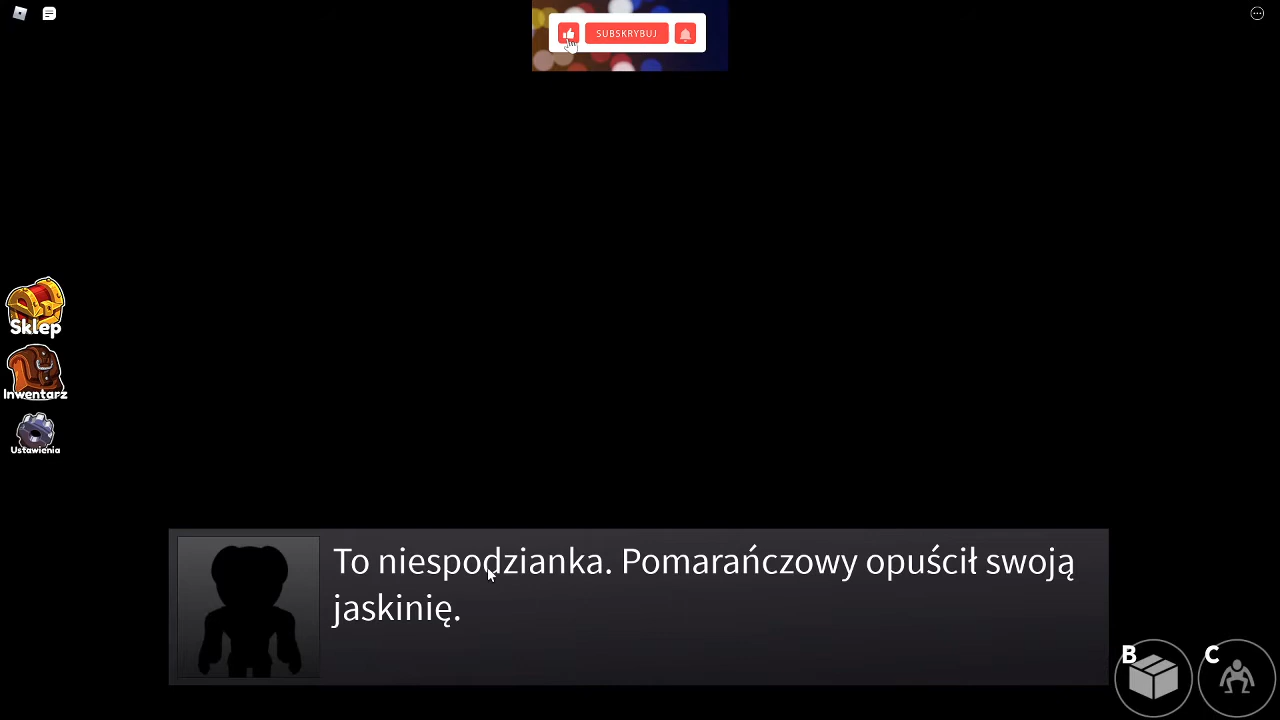 SUBSKRYBUJ
Sklep
Inwentarz
Ustawienia
To niespodzianka. Pomarańczowy opuścił swoją
jaskinię.
B
C